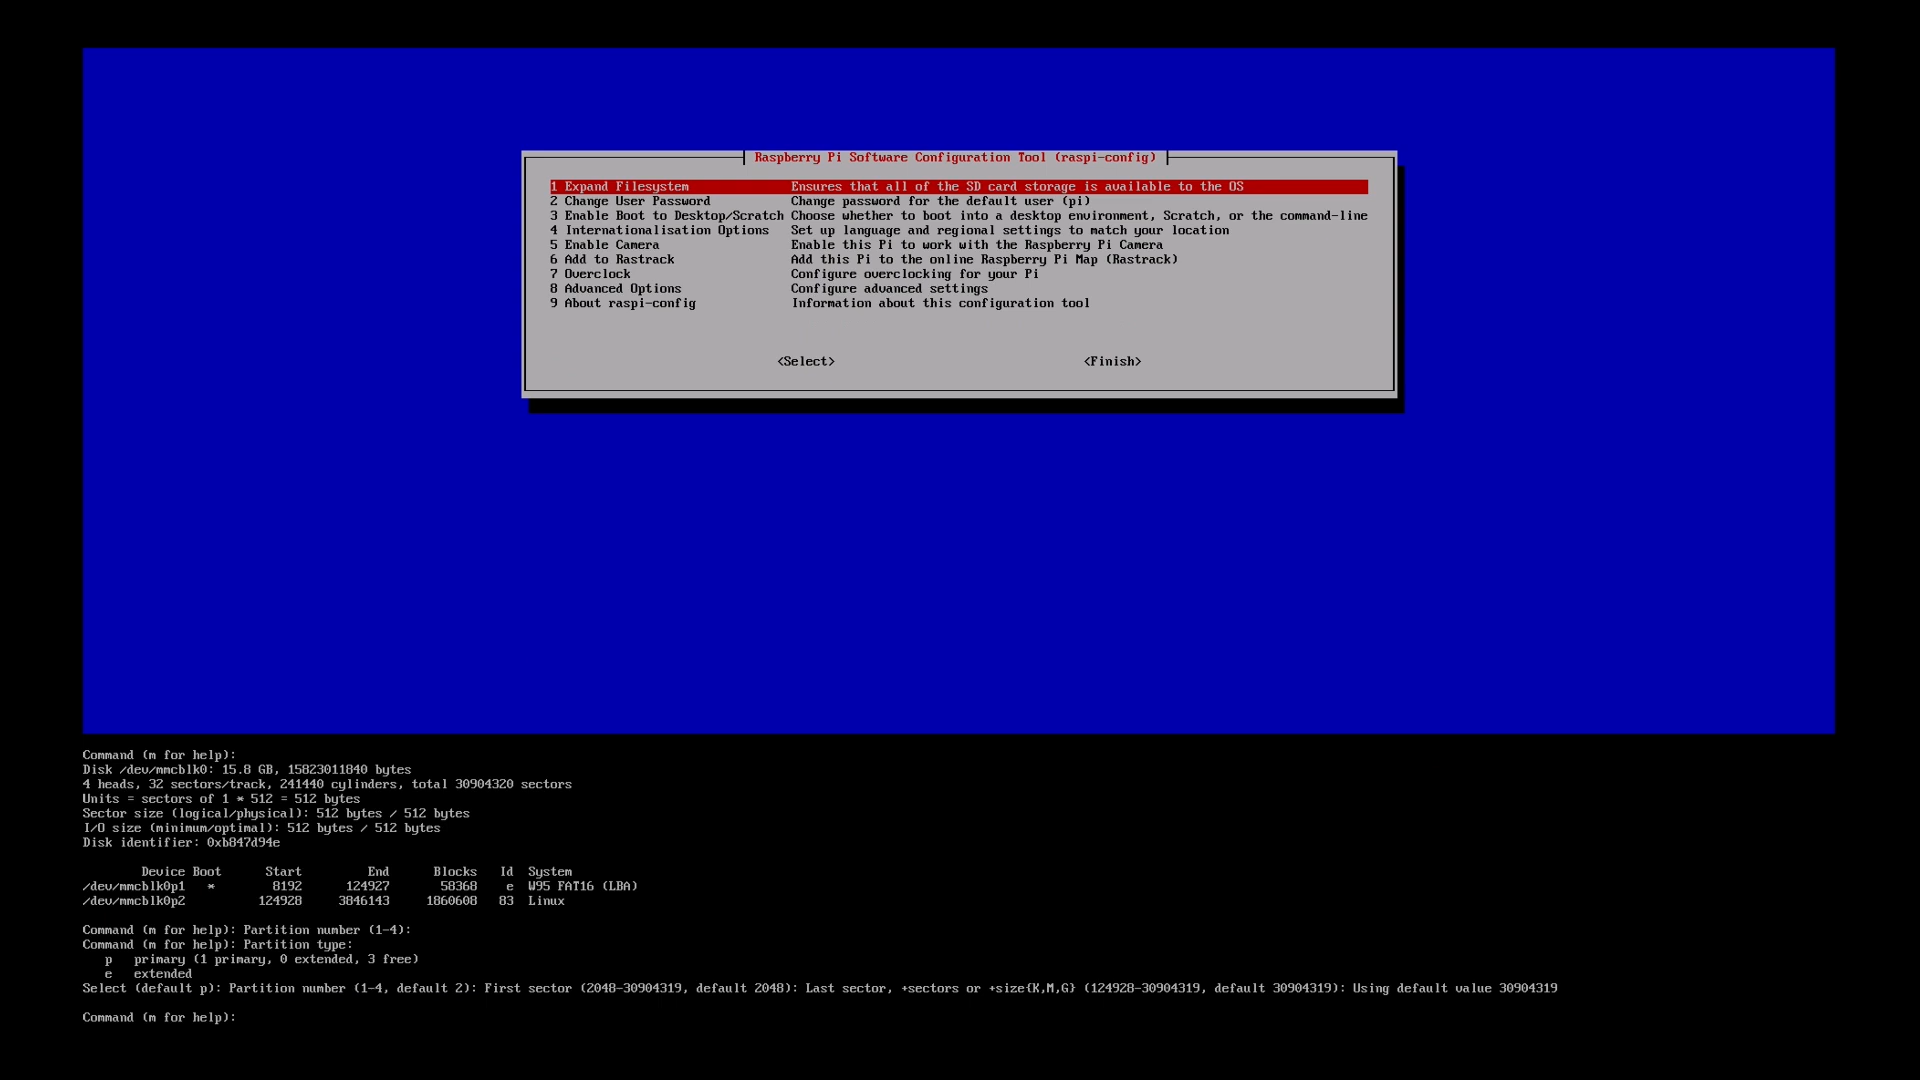 Raspberry Pi Software Configuration Tool (raspi-config)
1 Expand Filesystem Ensures that all of the SD card storage is available to the OS
2 Change User Password Change password for the default user (pi)
3 Enable Boot to Desktop/Scratch Choose whether to boot into a desktop environment, Scratch, or the command-line
4 Internationalisation Options Set up language and regional settings to match your location
5 Enable Camera Enable this Pi to work with the Raspberry Pi Camera
6 Add to Rastrack Add this Pi to the online Raspberry Pi Map (Rastrack)
7 Overclock Configure overclocking for your Pi
8 Advanced Options Configure advanced settings
9 About raspi-config Information about this configuration tool
<Select> <Finish>
Command (m for help):
Disk /dev/mmcblk0: 15.8 GB, 15823011840 bytes
4 heads, 32 sectors/track, 241440 cylinders, total 30904320 sectors
Units = sectors of 1 * 512 = 512 bytes
Sector size (logical/physical): 512 bytes / 512 bytes
I/O size (minimum/optimal): 512 bytes / 512 bytes
Disk identifier: 0xb847d94e
Device Boot Start End Blocks Id System
/dev/mmcblk0p1 * 8192 124927 58368 e W95 FAT16 (LBA)
/dev/mmcblk0p2 124928 3846143 1860608 83 Linux
Command (m for help): Partition number (1-4):
Command (m for help): Partition type:
p primary (1 primary, 0 extended, 3 free)
e extended
Select (default p): Partition number (1-4, default 2): First sector (2048-30904319, default 2048): Last sector, +sectors or +size{K,M,G} (124928-30904319, default 30904319): Using default value 30904319
Command (m for help):